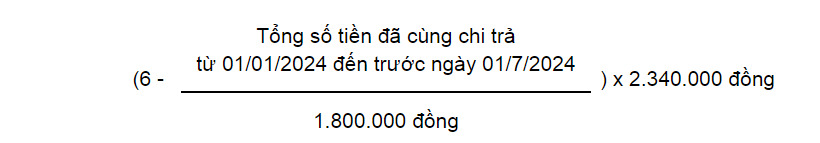 Tổng số tiền đã cùng chi trả
từ 01/01/2024 đến trước ngày 01/7/2024
(6 - ) x 2.340.000 đồng
1.800.000 đồng